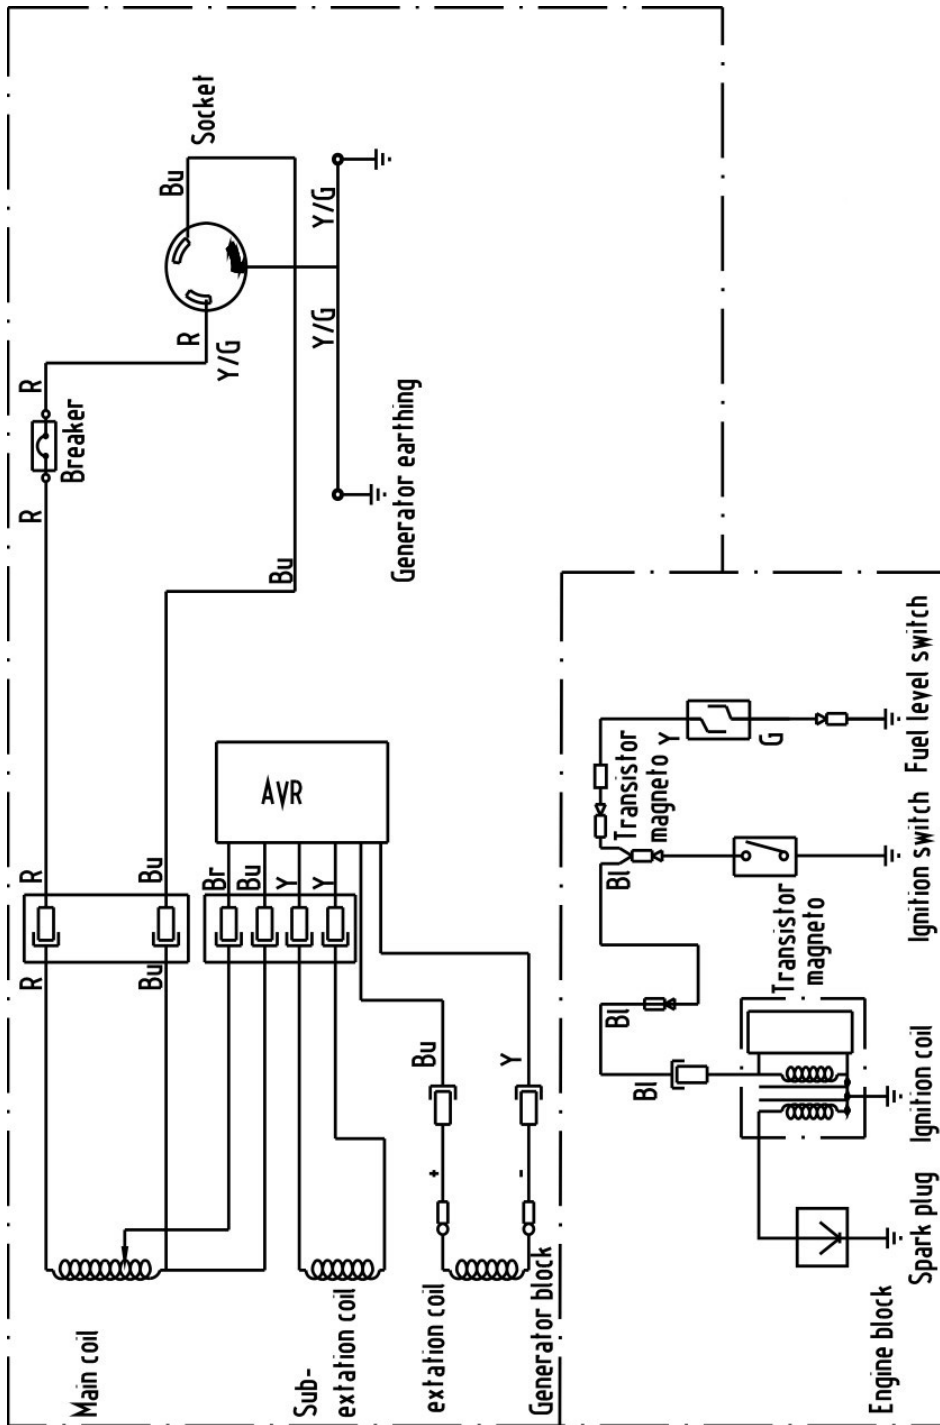 Socket
Bu
R
Y/G
Y/G
Y/G
R
Breaker
R
Bu
Generator earthing
AVR
R
Bu
Br
Bu
Y
Y
R
Bu
Bu
Y
+
-
Main coil
Sub-
extation coil
extation coil
Generator block
Fuel level switch
Y
G
Transistor
magneto
Bl
Ignition switch
Bl
Transistor
magneto
Bl
Ignition coil
Spark plug
Engine block